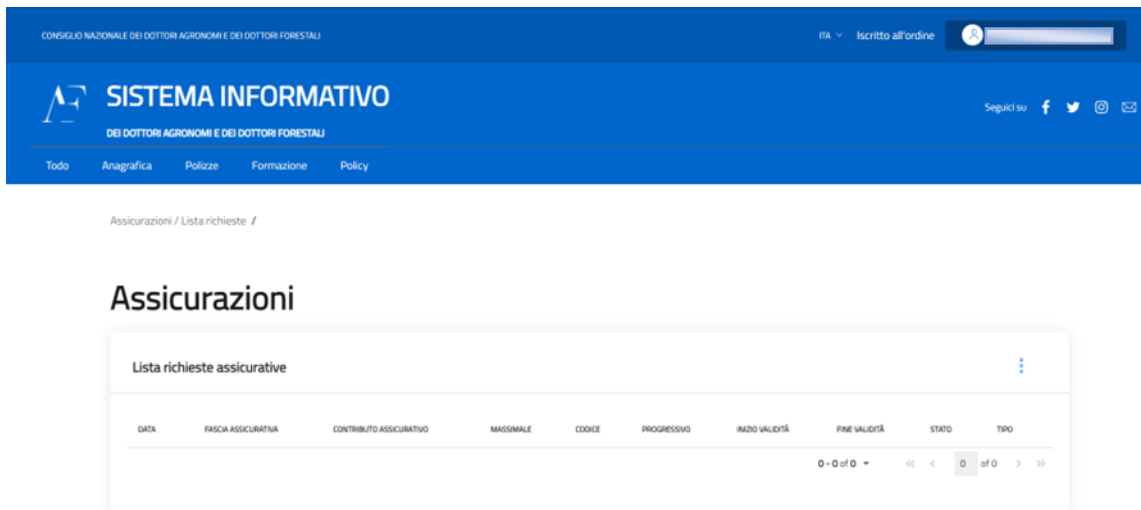 CONSIGLIO NAZIONALE DEI DOTTORI AGRONOMI E DEI DOTTORI FORESTALI
ITA Iscritto all'ordine
SISTEMA INFORMATIVO
DEI DOTTORI AGRONOMI E DEI DOTTORI FORESTALI
Seguici su
Todo Anagrafica Polizze Formazione Policy
Assicurazioni / Lista richieste /
Assicurazioni
Lista richieste assicurative
DATA FASCIA ASSICURATIVA CONTRIBUTO ASSICURATIVO MASSIMALE CODICE PROGRESSIVO INIZIO VALIDITÀ FINE VALIDITÀ STATO TIPO
0 - 0 of 0 << < 0 of 0 > >>